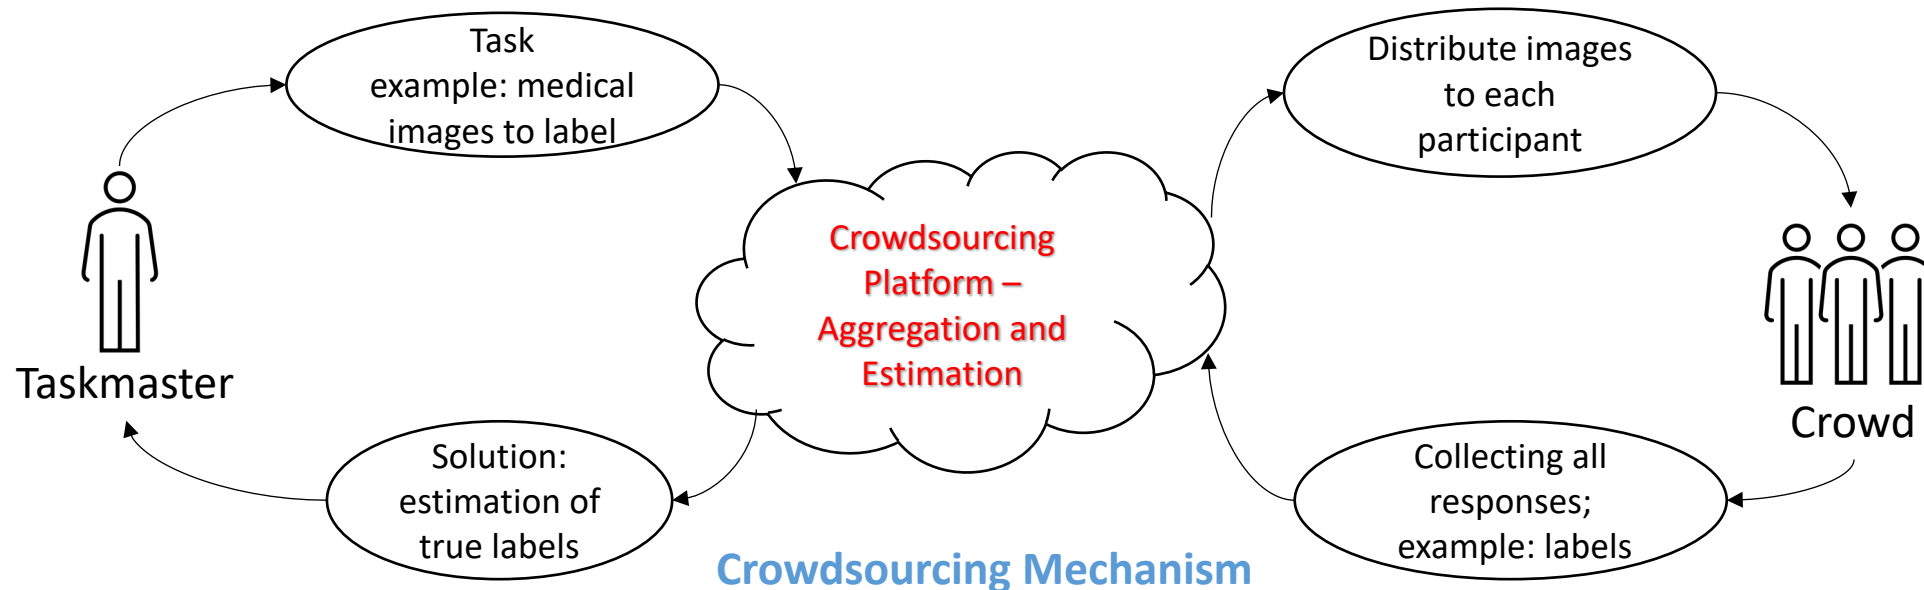 Task
example: medical
images to label
Distribute images
to each
participant
Crowdsourcing
Platform –
Aggregation and
Estimation
Taskmaster
Crowd
Solution:
estimation of
true labels
Collecting all
responses;
example: labels
Crowdsourcing Mechanism